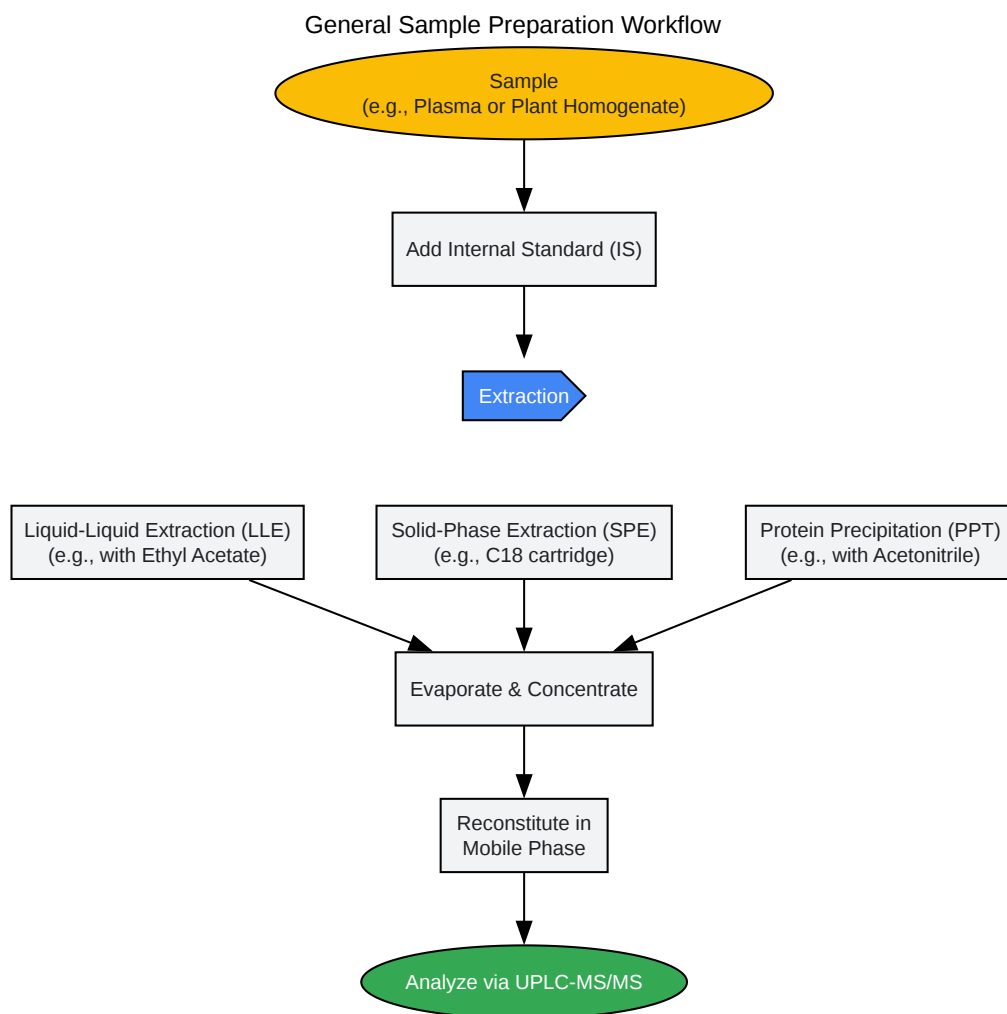 General Sample Preparation Workflow
Sample
(e.g., Plasma or Plant Homogenate)
Add Internal Standard (IS)
Extraction
Liquid-Liquid Extraction (LLE)
(e.g., with Ethyl Acetate)
Solid-Phase Extraction (SPE)
(e.g., C18 cartridge)
Protein Precipitation (PPT)
(e.g., with Acetonitrile)
Evaporate & Concentrate
Reconstitute in
Mobile Phase
Analyze via UPLC-MS/MS